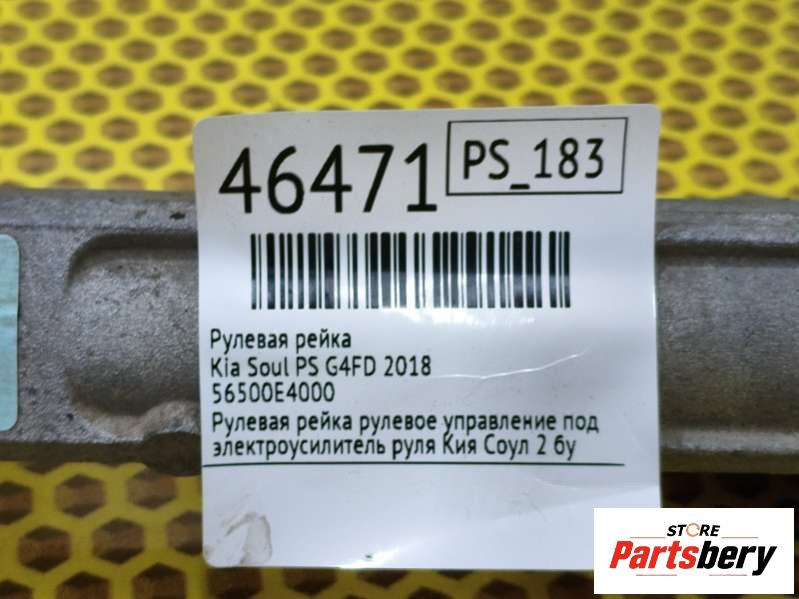 46471
PS_183
Рулевая рейка
Kia Soul PS G4FD 2018
56500E4000
Рулевая рейка рулевое управление под
электроусилитель руля Кия Соул 2 бу
STORE
Partsbery